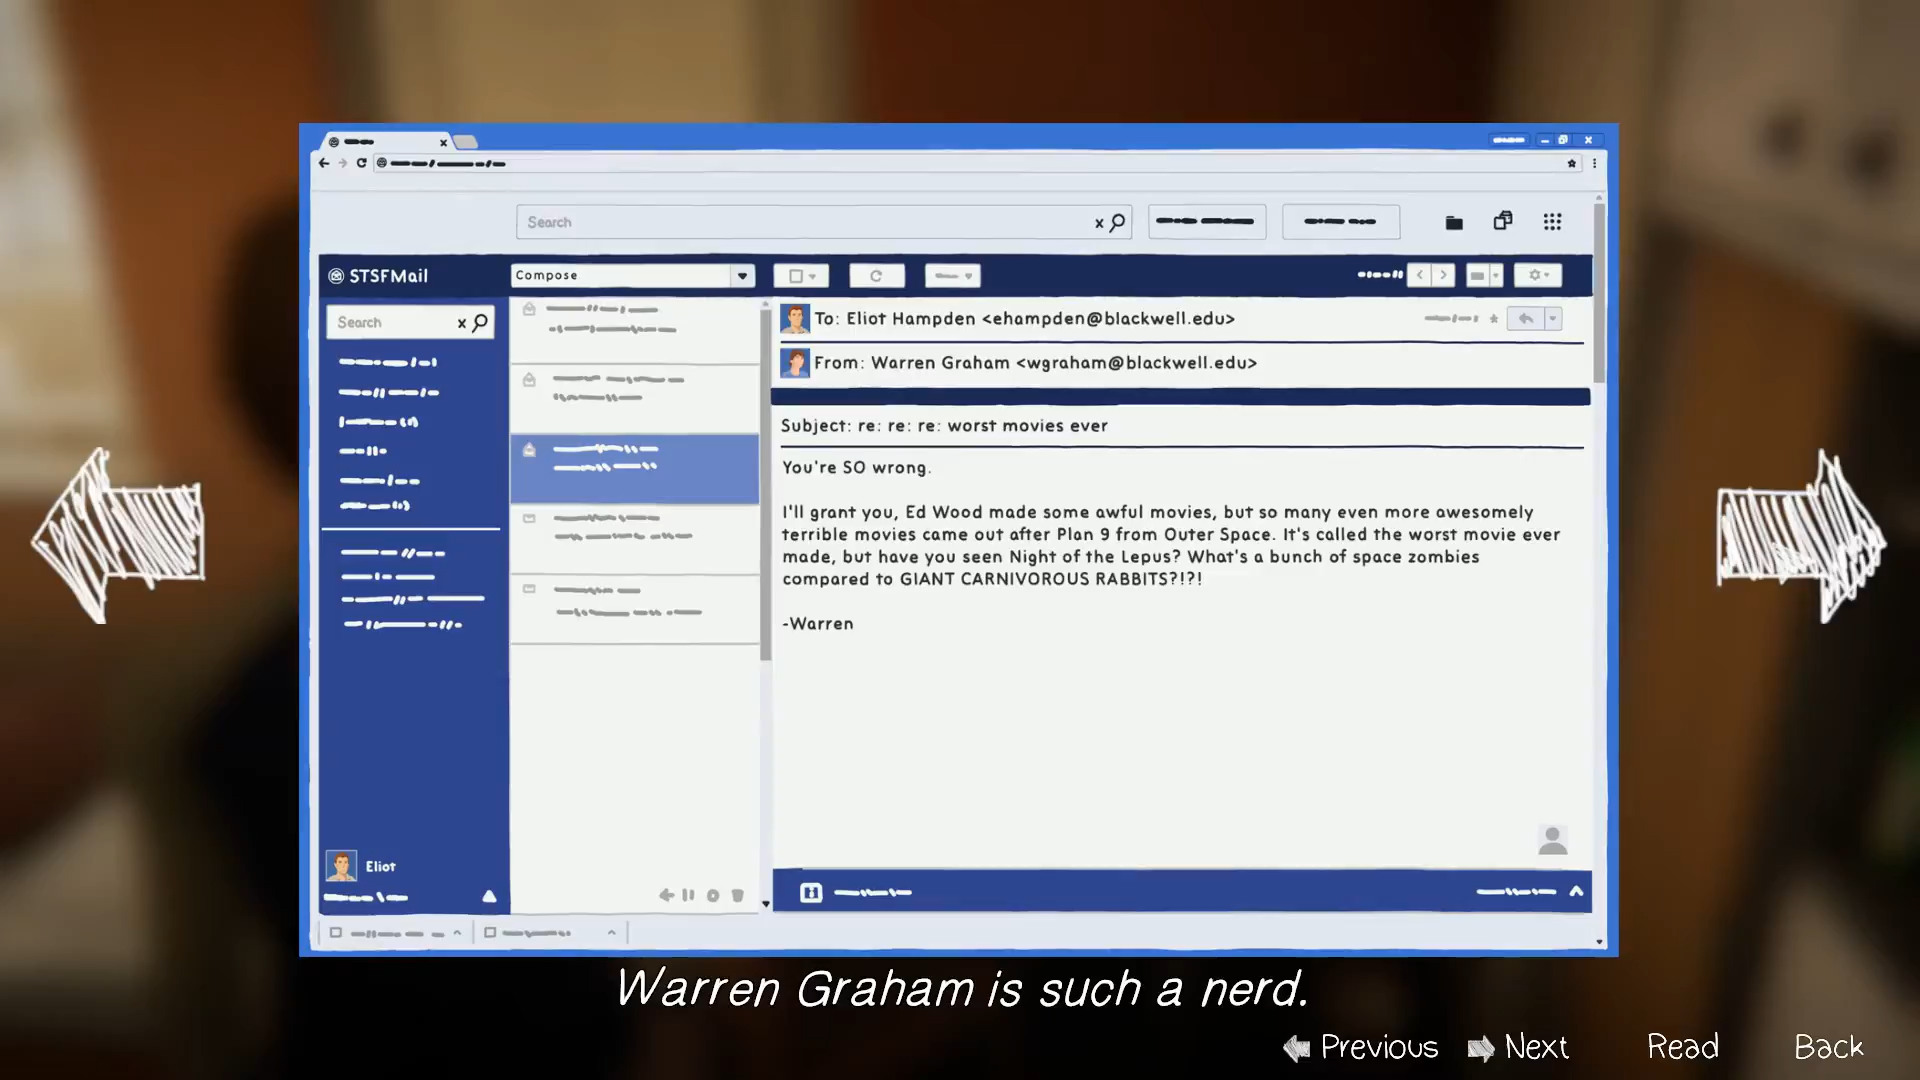 Search
STSFMail
Compose
Search
To: Eliot Hampden <ehampden@blackwell.edu>
From: Warren Graham <wgraham@blackwell.edu>
Subject: re: re: re: worst movies ever
You're SO wrong.
I'll grant you, Ed Wood made some awful movies, but so many even more awesomely
terrible movies came out after Plan 9 from Outer Space. It's called the worst movie ever
made, but have you seen Night of the Lepus? What's a bunch of space zombies
compared to GIANT CARNIVOROUS RABBITS?!?!
-Warren
Eliot
Warren Graham is such a nerd.
Previous
Next
Read
Back